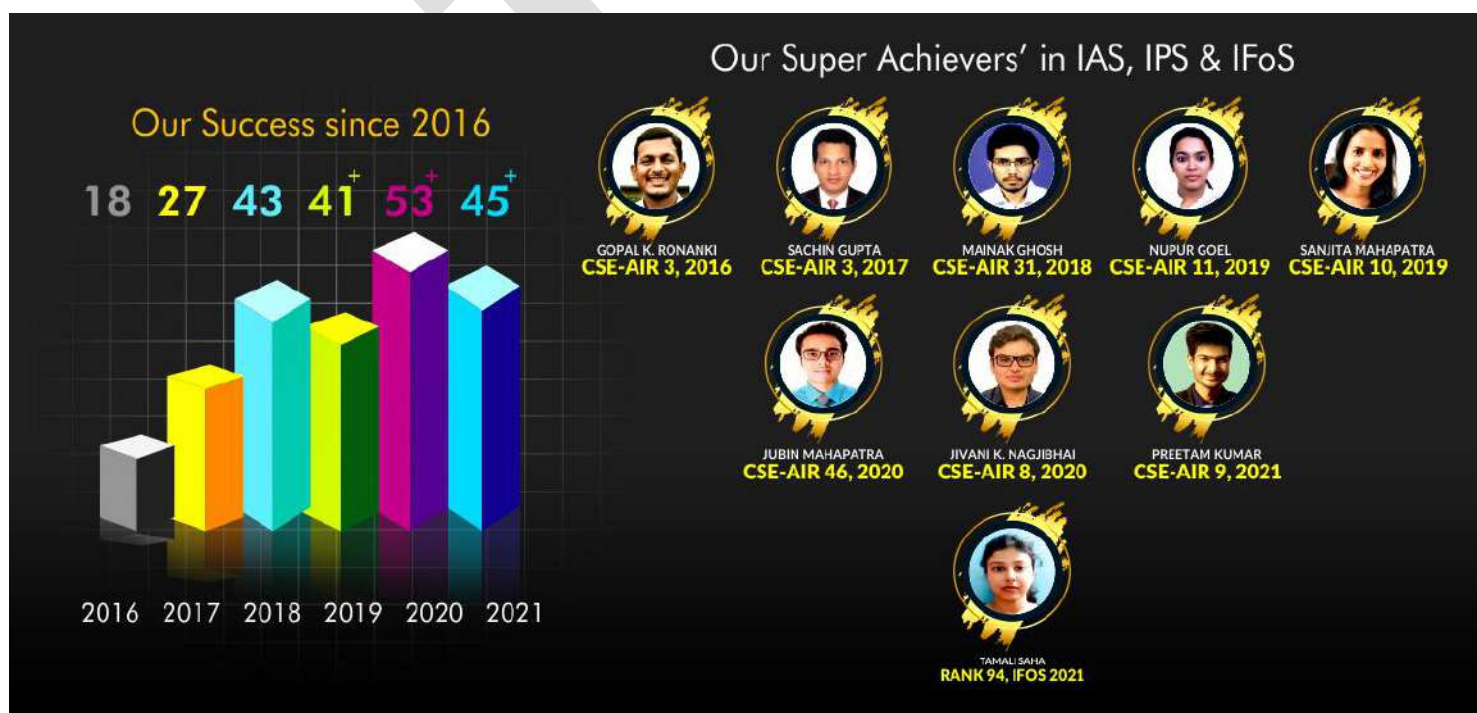 Our Success since 2016
18 27 43 41+ 53+ 45+
2016 2017 2018 2019 2020 2021
Our Super Achievers’ in IAS, IPS & IFoS
GOPAL K. RONANKI
CSE-AIR 3, 2016
SACHIN GUPTA
CSE-AIR 3, 2017
MAINAK GHOSH
CSE-AIR 31, 2018
NUPUR GOEL
CSE-AIR 11, 2019
SANJITA MAHAPATRA
CSE-AIR 10, 2019
JUBIN MAHAPATRA
CSE-AIR 46, 2020
JIVANI K. NAGJIBHAI
CSE-AIR 8, 2020
PREETAM KUMAR
CSE-AIR 9, 2021
TAMALI SAHA
RANK 94, IFOS 2021